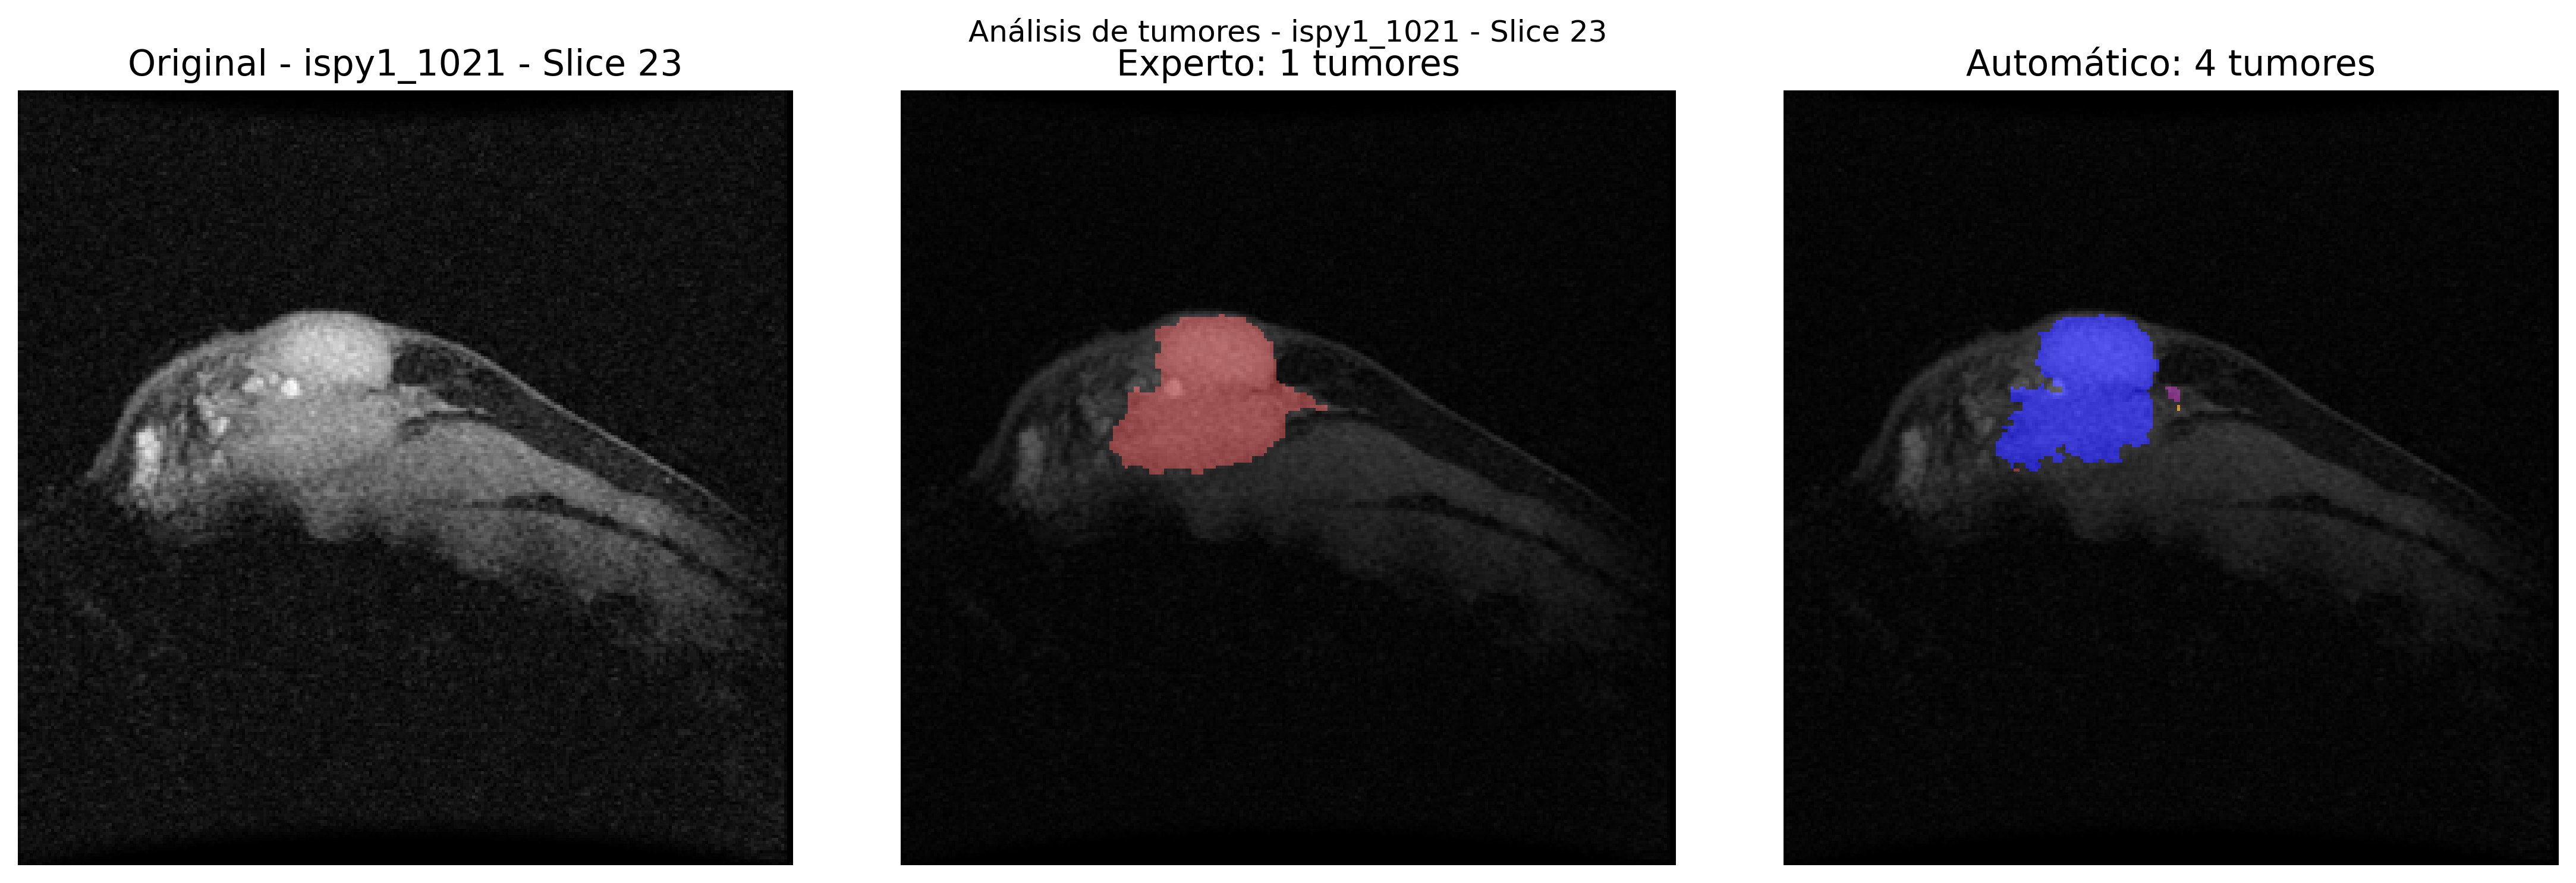 Análisis de tumores - ispy1_1021 - Slice 23
Original - ispy1_1021 - Slice 23
Experto: 1 tumores
Automático: 4 tumores